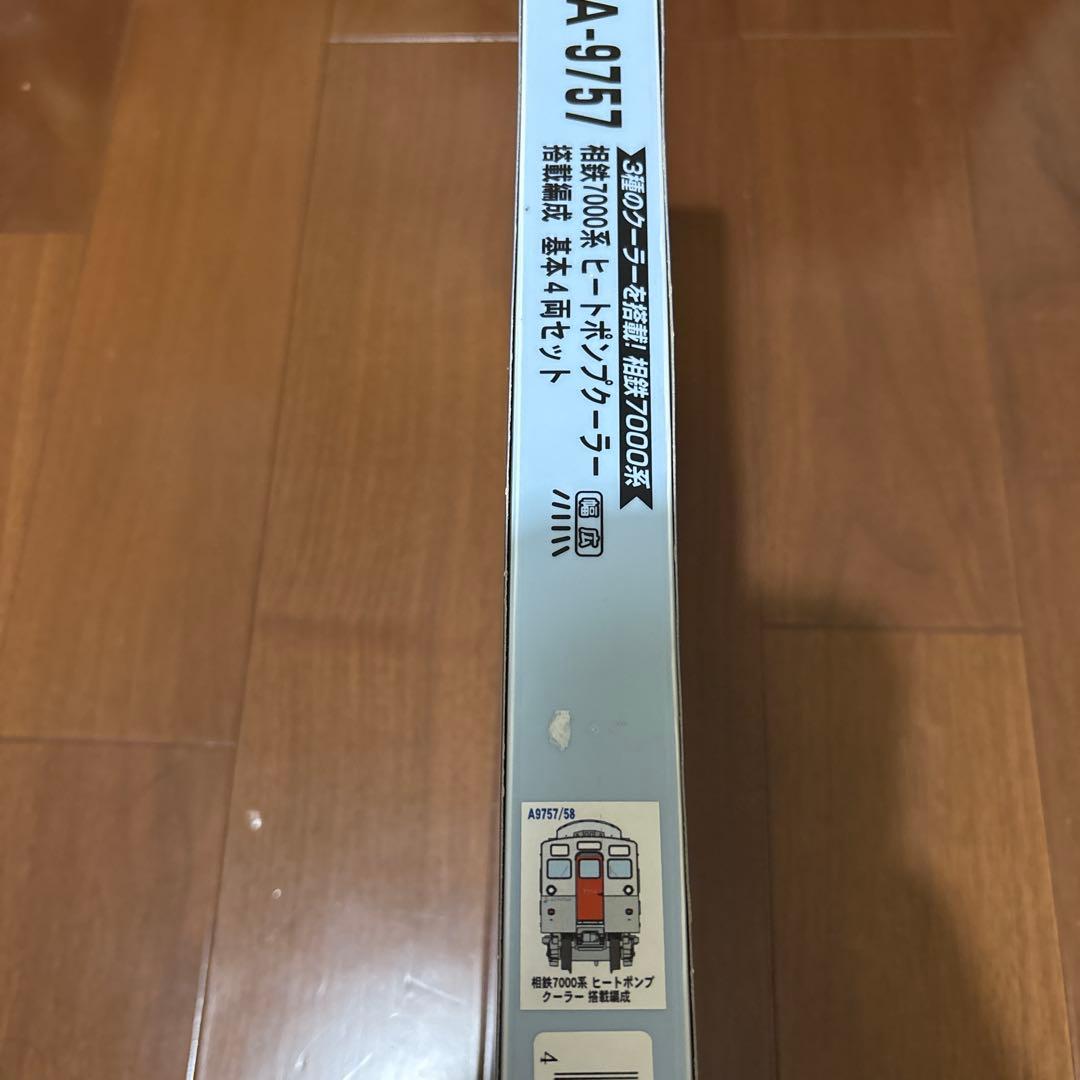 A-9757
3種のクーラーを搭載!相鉄7000系
相鉄7000系 ヒートポンプクーラー 幅広
搭載編成 基本4両セット
A9757/58
相鉄7000系 ヒートポンプ
クーラー 搭載編成
4